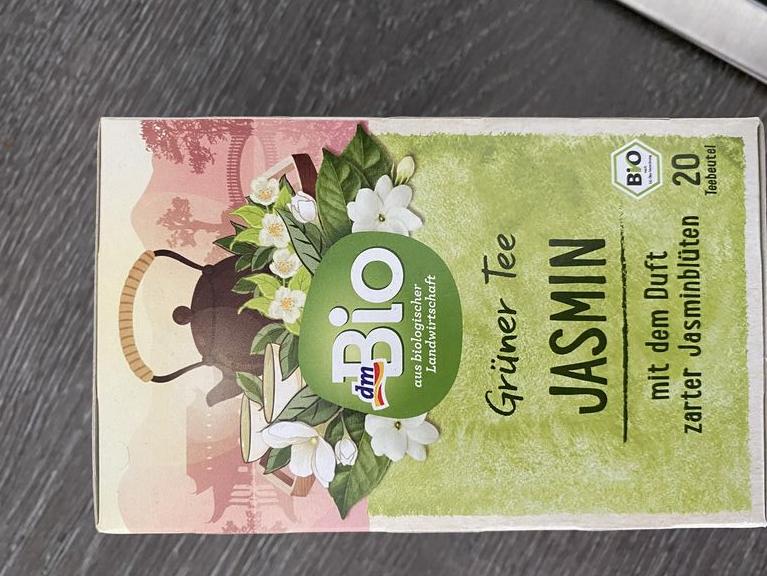 dm
Bio
aus biologischer
Landwirtschaft
Grüner Tee
JASMIN
mit dem Duft
zarter Jasminblüten
Bio
20
Teebeutel